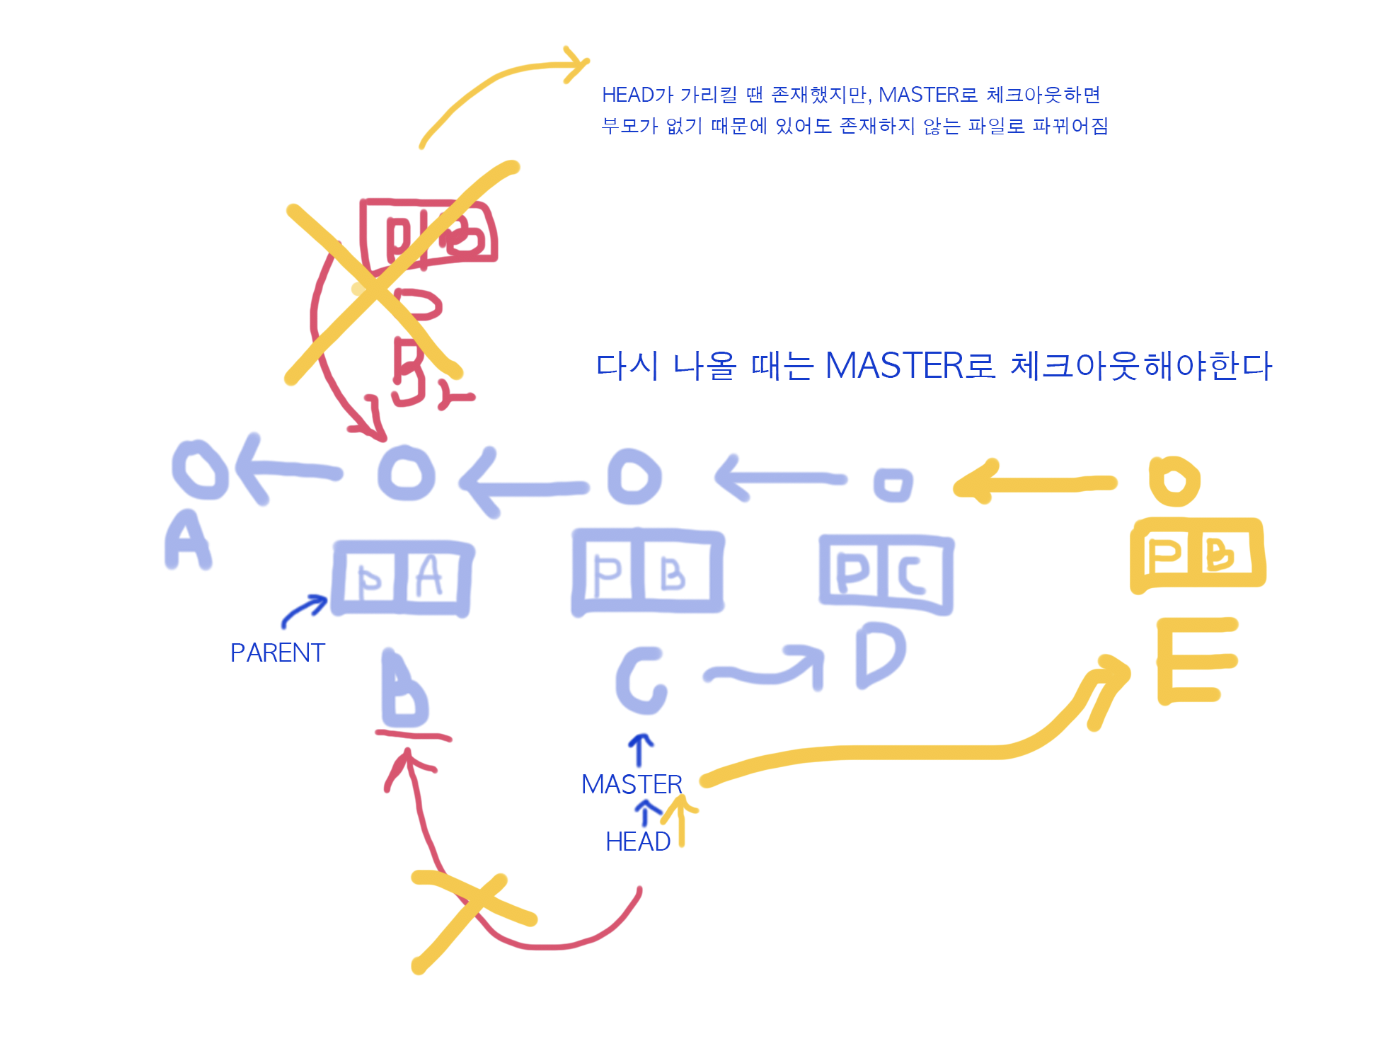 HEAD가 가리킬 땐 존재했지만, MASTER로 체크아웃하면
부모가 없기 때문에 있어도 존재하지 않는 파일로 파뀌어짐
P B
B2
다시 나올 때는 MASTER로 체크아웃해야한다
A
P A
P B
P C
P B
PARENT
B
C
D
E
MASTER
HEAD